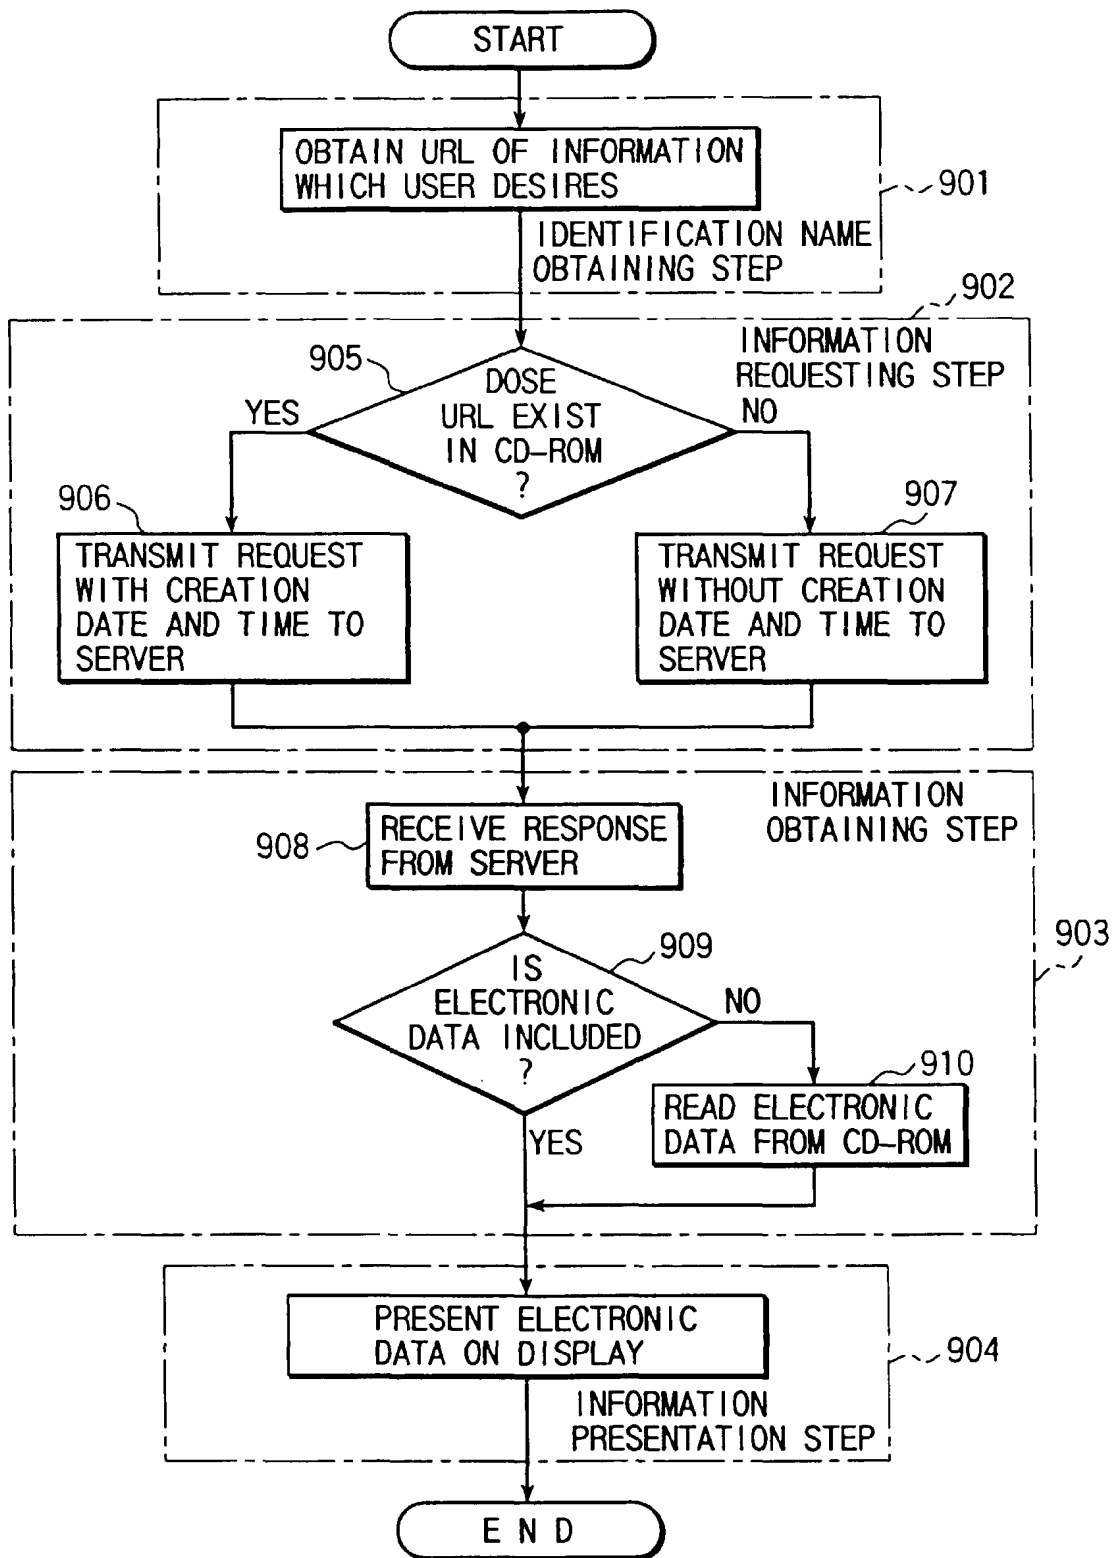 START
OBTAIN URL OF INFORMATION
WHICH USER DESIRES
901
IDENTIFICATION NAME
OBTAINING STEP
902
INFORMATION
REQUESTING STEP
905
DOSE
URL EXIST
IN CD-ROM
?
YES
NO
906
TRANSMIT REQUEST
WITH CREATION
DATE AND TIME TO
SERVER
907
TRANSMIT REQUEST
WITHOUT CREATION
DATE AND TIME TO
SERVER
INFORMATION
OBTAINING STEP
908
RECEIVE RESPONSE
FROM SERVER
903
909
IS
ELECTRONIC
DATA INCLUDED
?
NO
910
READ ELECTRONIC
DATA FROM CD-ROM
YES
PRESENT ELECTRONIC
DATA ON DISPLAY
904
INFORMATION
PRESENTATION STEP
END